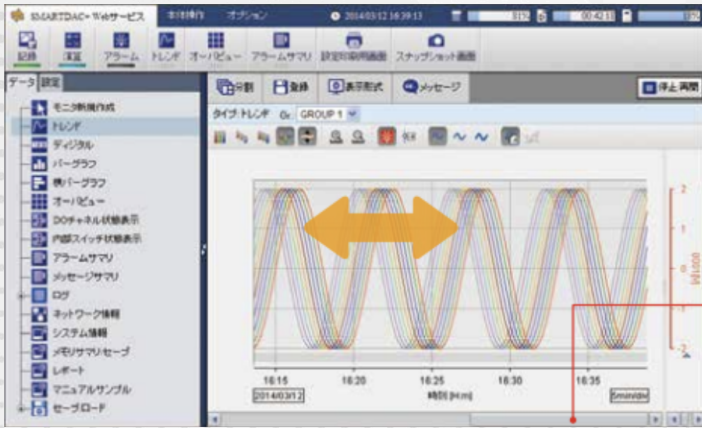 SMARTDAC+ Webサービス 本体操作 オプション 2014/03/12 16:39:13 00:42:11
記録 演算 アラーム トレンド オーバビュー アラームサマリ 設定印刷用画面 スナップショット画面
データ 設定
分割 登録 表示形式 メッセージ 停止 再開
モニタ新規作成
トレンド
ディジタル
バーグラフ
横バーグラフ
オーバビュー
DOチャネル状態表示
内部スイッチ状態表示
アラームサマリ
メッセージサマリ
ログ
ネットワーク情報
システム情報
メモリサマリセーブ
レポート
マニュアルサンプル
セーブロード
タイプ:トレンド Gr. GROUP 1
2
1
0
-1
-2
0001[M]
16:15 16:20 16:25 16:30 16:35
2014/03/12 時刻 [H:m] 5min/div